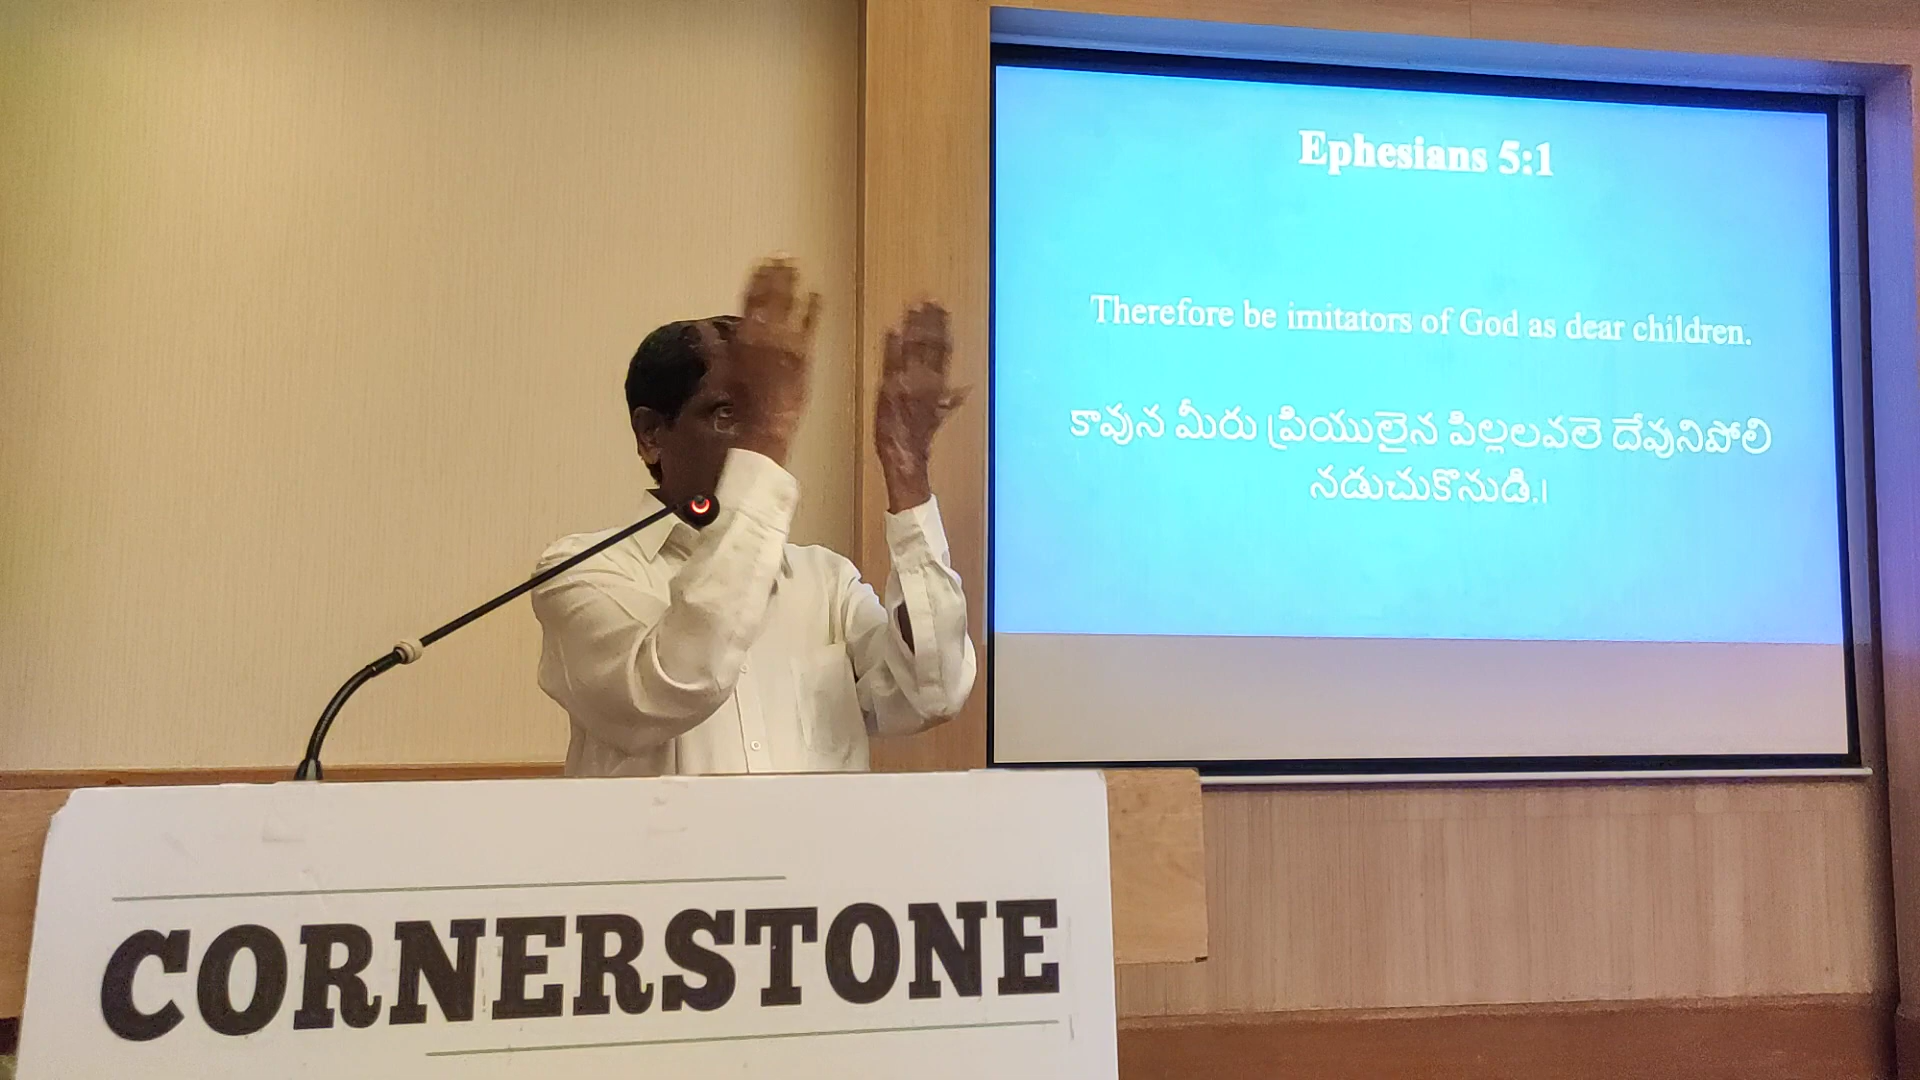 Ephesians 5:1
Therefore be imitators of God as dear children.
కావున మీరు ప్రియులైన పిల్లలవలె దేవునిపోలి
నడుచుకొనుడి.।
CORNERSTONE